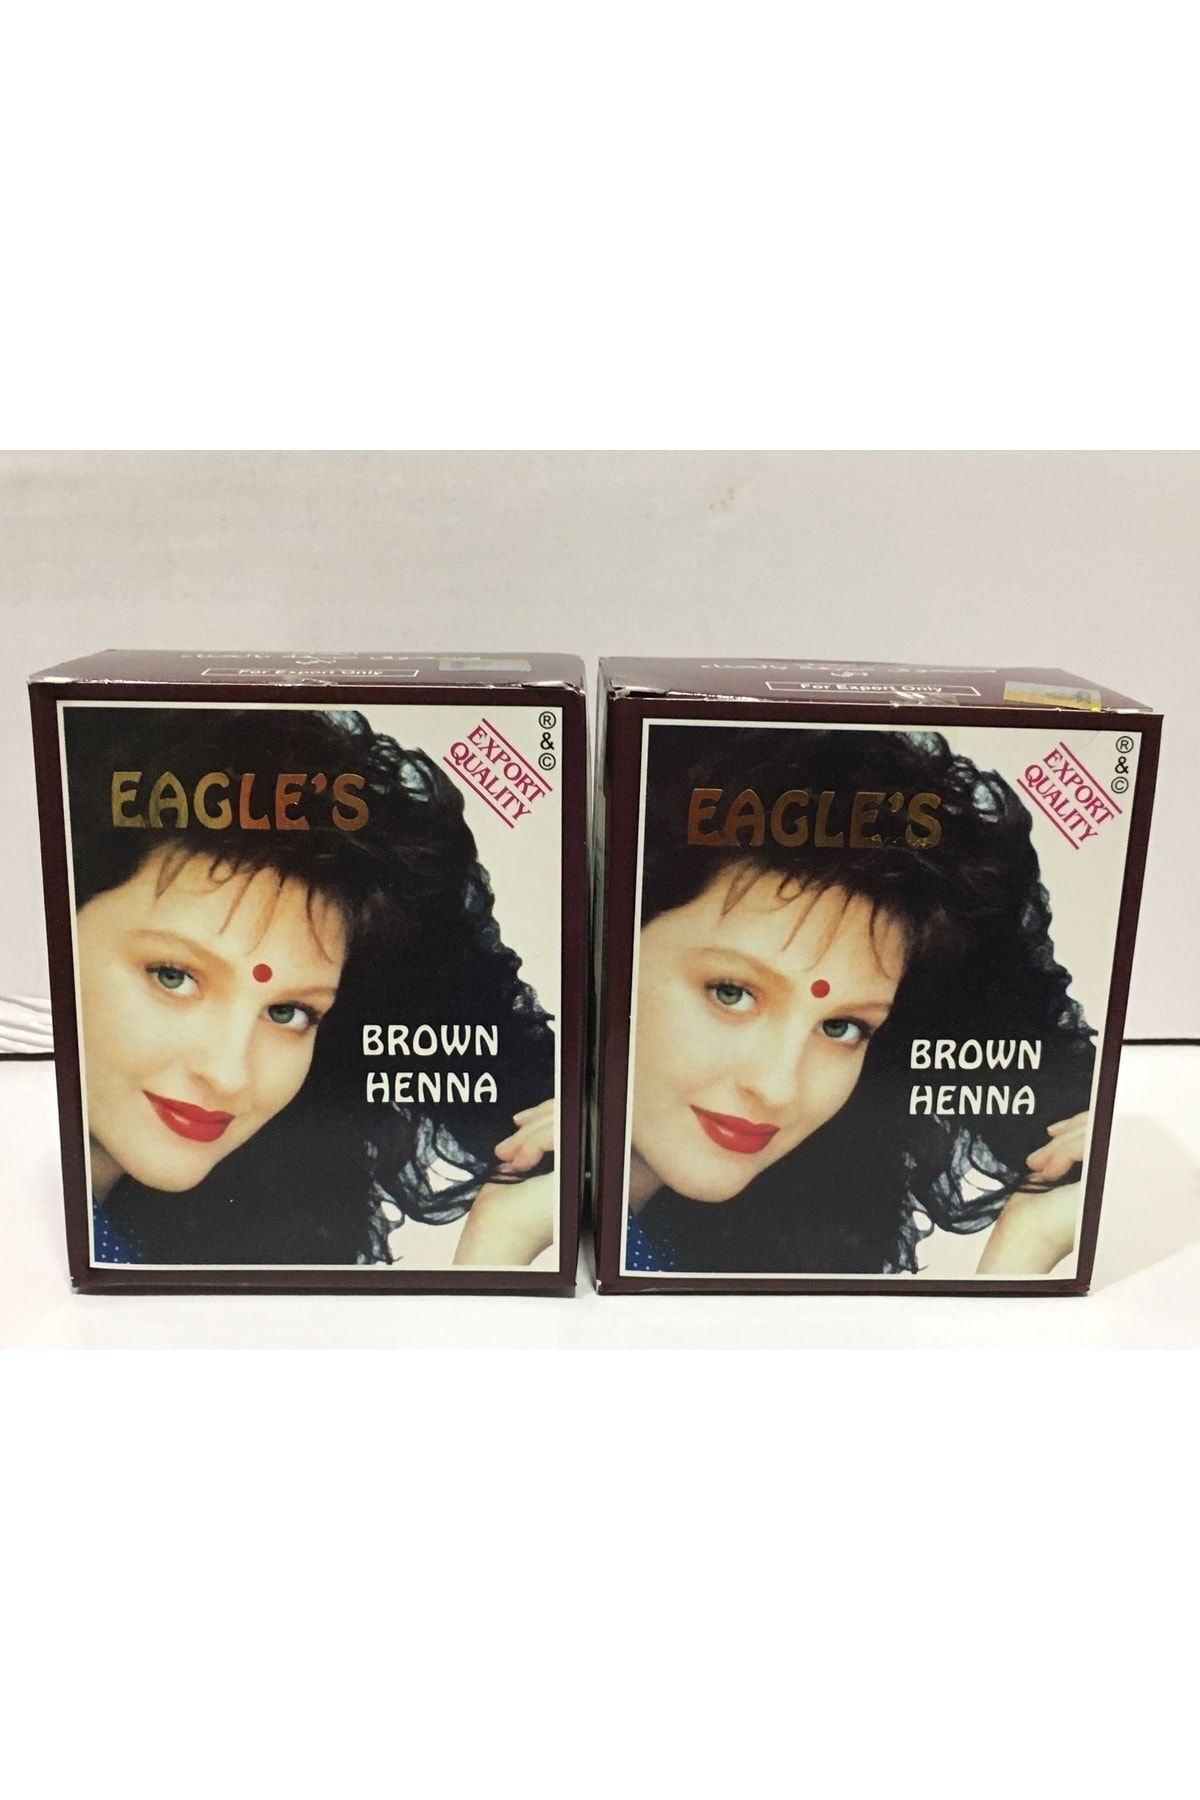 For Export Only
EAGLE'S
EXPORT
QUALITY
® & ©
BROWN
HENNA
For Export Only
EAGLE'S
EXPORT
QUALITY
® & ©
BROWN
HENNA